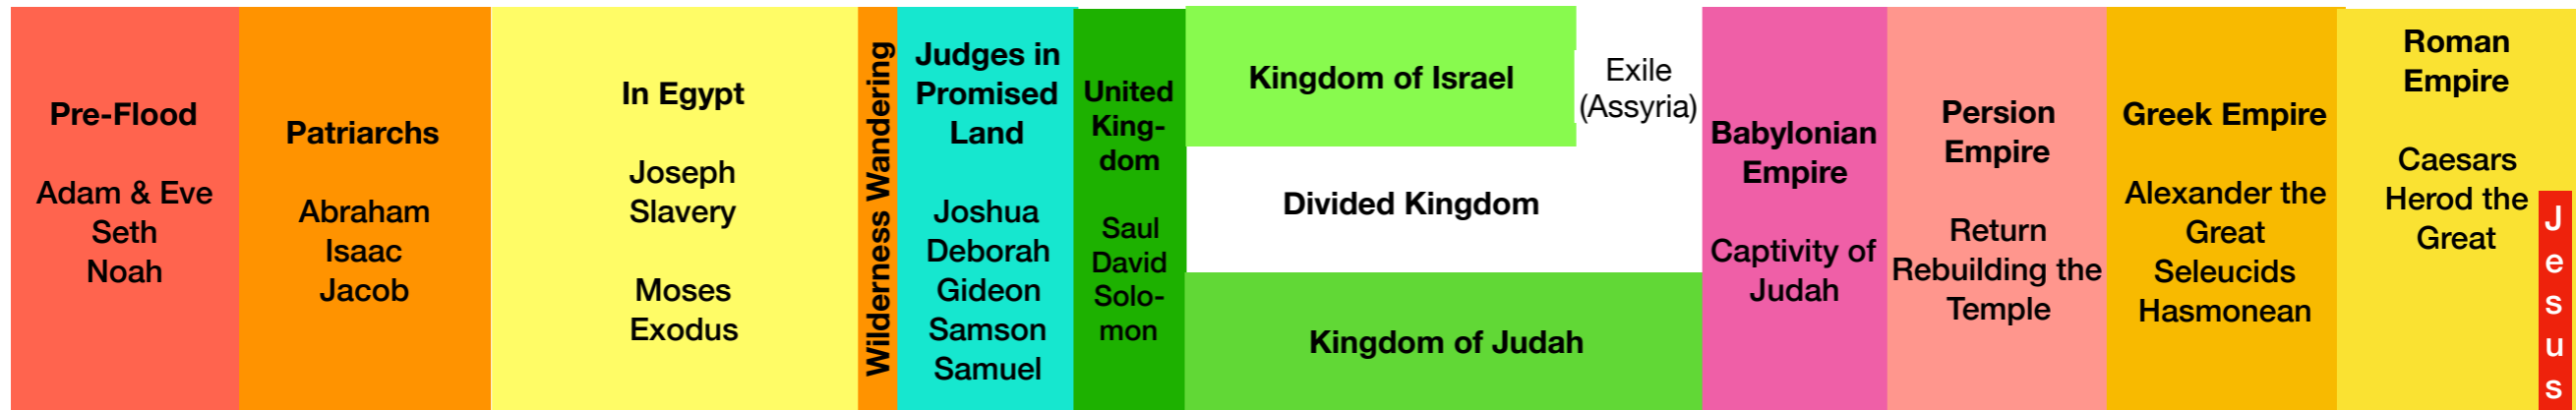 Pre-Flood
Adam & Eve
Seth
Noah
Patriarchs
Abraham
Isaac
Jacob
In Egypt
Joseph
Slavery
Moses
Exodus
Wilderness Wandering
Judges in
Promised
Land
Joshua
Deborah
Gideon
Samson
Samuel
United
King-
dom
Saul
David
Solo-
mon
Kingdom of Israel
Exile
(Assyria)
Divided Kingdom
Kingdom of Judah
Babylonian
Empire
Captivity of
Judah
Persion
Empire
Return
Rebuilding the
Temple
Greek Empire
Alexander the
Great
Seleucids
Hasmonean
Roman
Empire
Caesars
Herod the
Great
Jesus